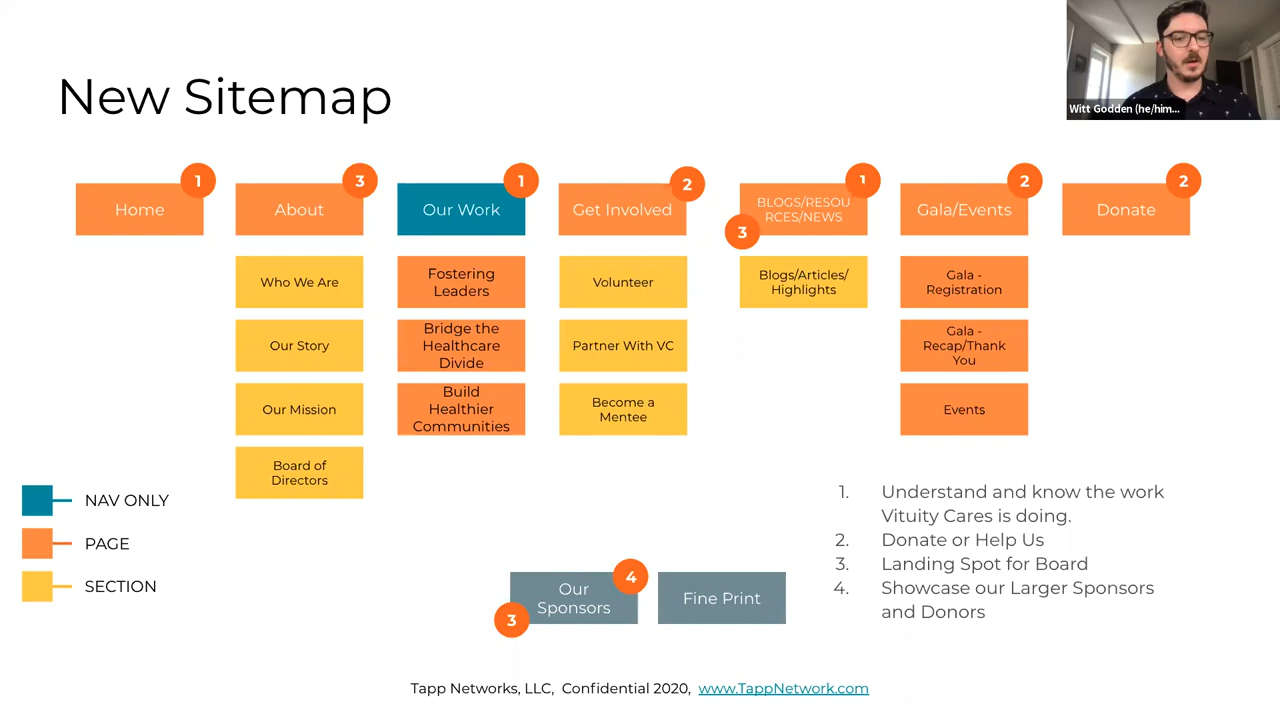 Witt Godden (he/him...
New Sitemap
1
3
1
2
1
2
2
Home
About
Our Work
Get Involved
BLOGS/RESOU
RCES/NEWS
3
Gala/Events
Donate
Who We Are
Fostering
Leaders
Volunteer
Blogs/Articles/
Highlights
Gala -
Registration
Our Story
Bridge the
Healthcare
Divide
Partner With VC
Gala -
Recap/Thank
You
Our Mission
Build
Healthier
Communities
Become a
Mentee
Events
Board of
Directors
NAV ONLY
PAGE
SECTION
1. Understand and know the work
Vituity Cares is doing.
2. Donate or Help Us
3. Landing Spot for Board
4. Showcase our Larger Sponsors
and Donors
4
Our
Sponsors
3
Fine Print
Tapp Networks, LLC, Confidential 2020, www.TappNetwork.com